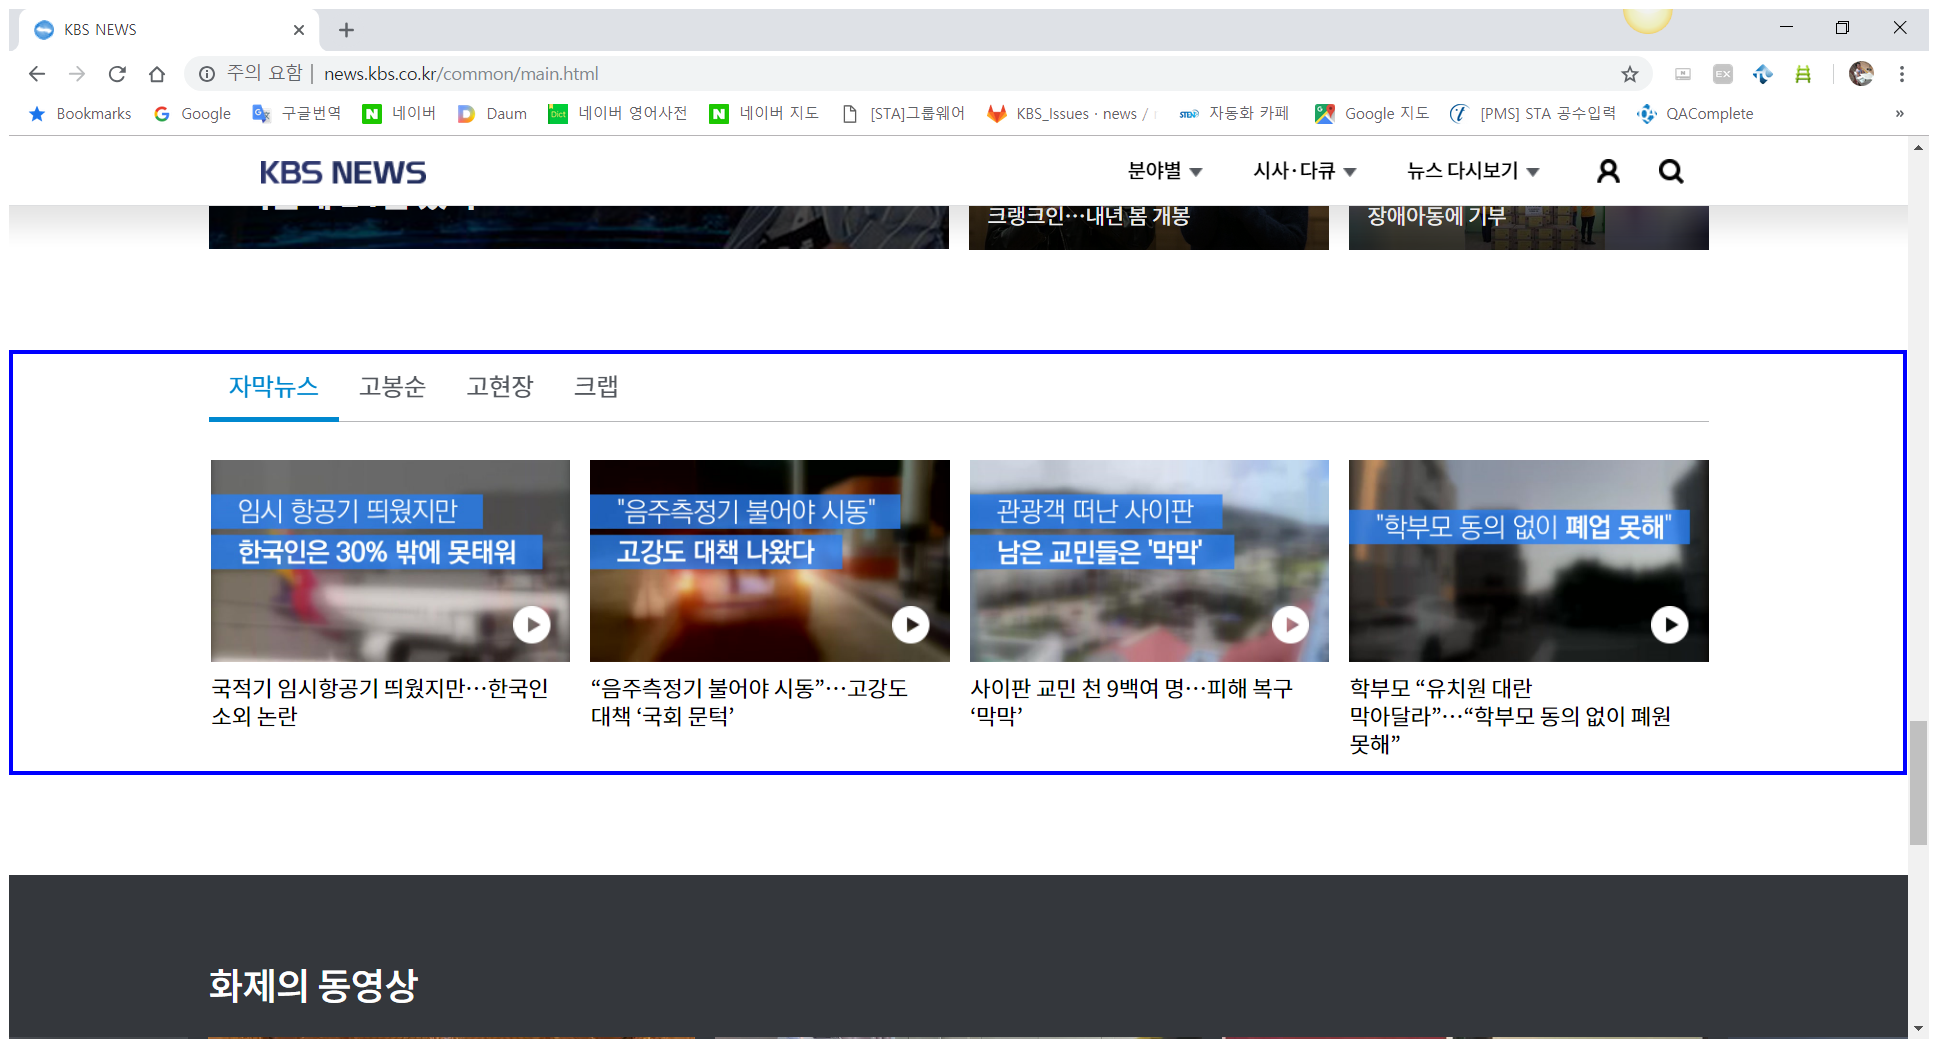 KBS NEWS
주의 요함 | news.kbs.co.kr/common/main.html
EX
Bookmarks Google 구글번역 네이버 Daum 네이버 영어사전 네이버 지도 [STA]그룹웨어 KBS_Issues · news / 자동화 카페 Google 지도 [PMS] STA 공수입력 QAComplete »
KBS NEWS 분야별 시사·다큐 뉴스 다시보기
크랭크인…내년 봄 개봉
장애아동에 기부
자막뉴스 고봉순 고현장 크랩
임시 항공기 띄웠지만
한국인은 30% 밖에 못태워
국적기 임시항공기 띄웠지만…한국인
소외 논란
"음주측정기 불어야 시동"
고강도 대책 나왔다
“음주측정기 불어야 시동”…고강도
대책 ‘국회 문턱’
관광객 떠난 사이판
남은 교민들은 '막막'
사이판 교민 천 9백여 명…피해 복구
‘막막’
"학부모 동의 없이 폐업 못해"
학부모 “유치원 대란
막아달라”…“학부모 동의 없이 폐원
못해”
화제의 동영상